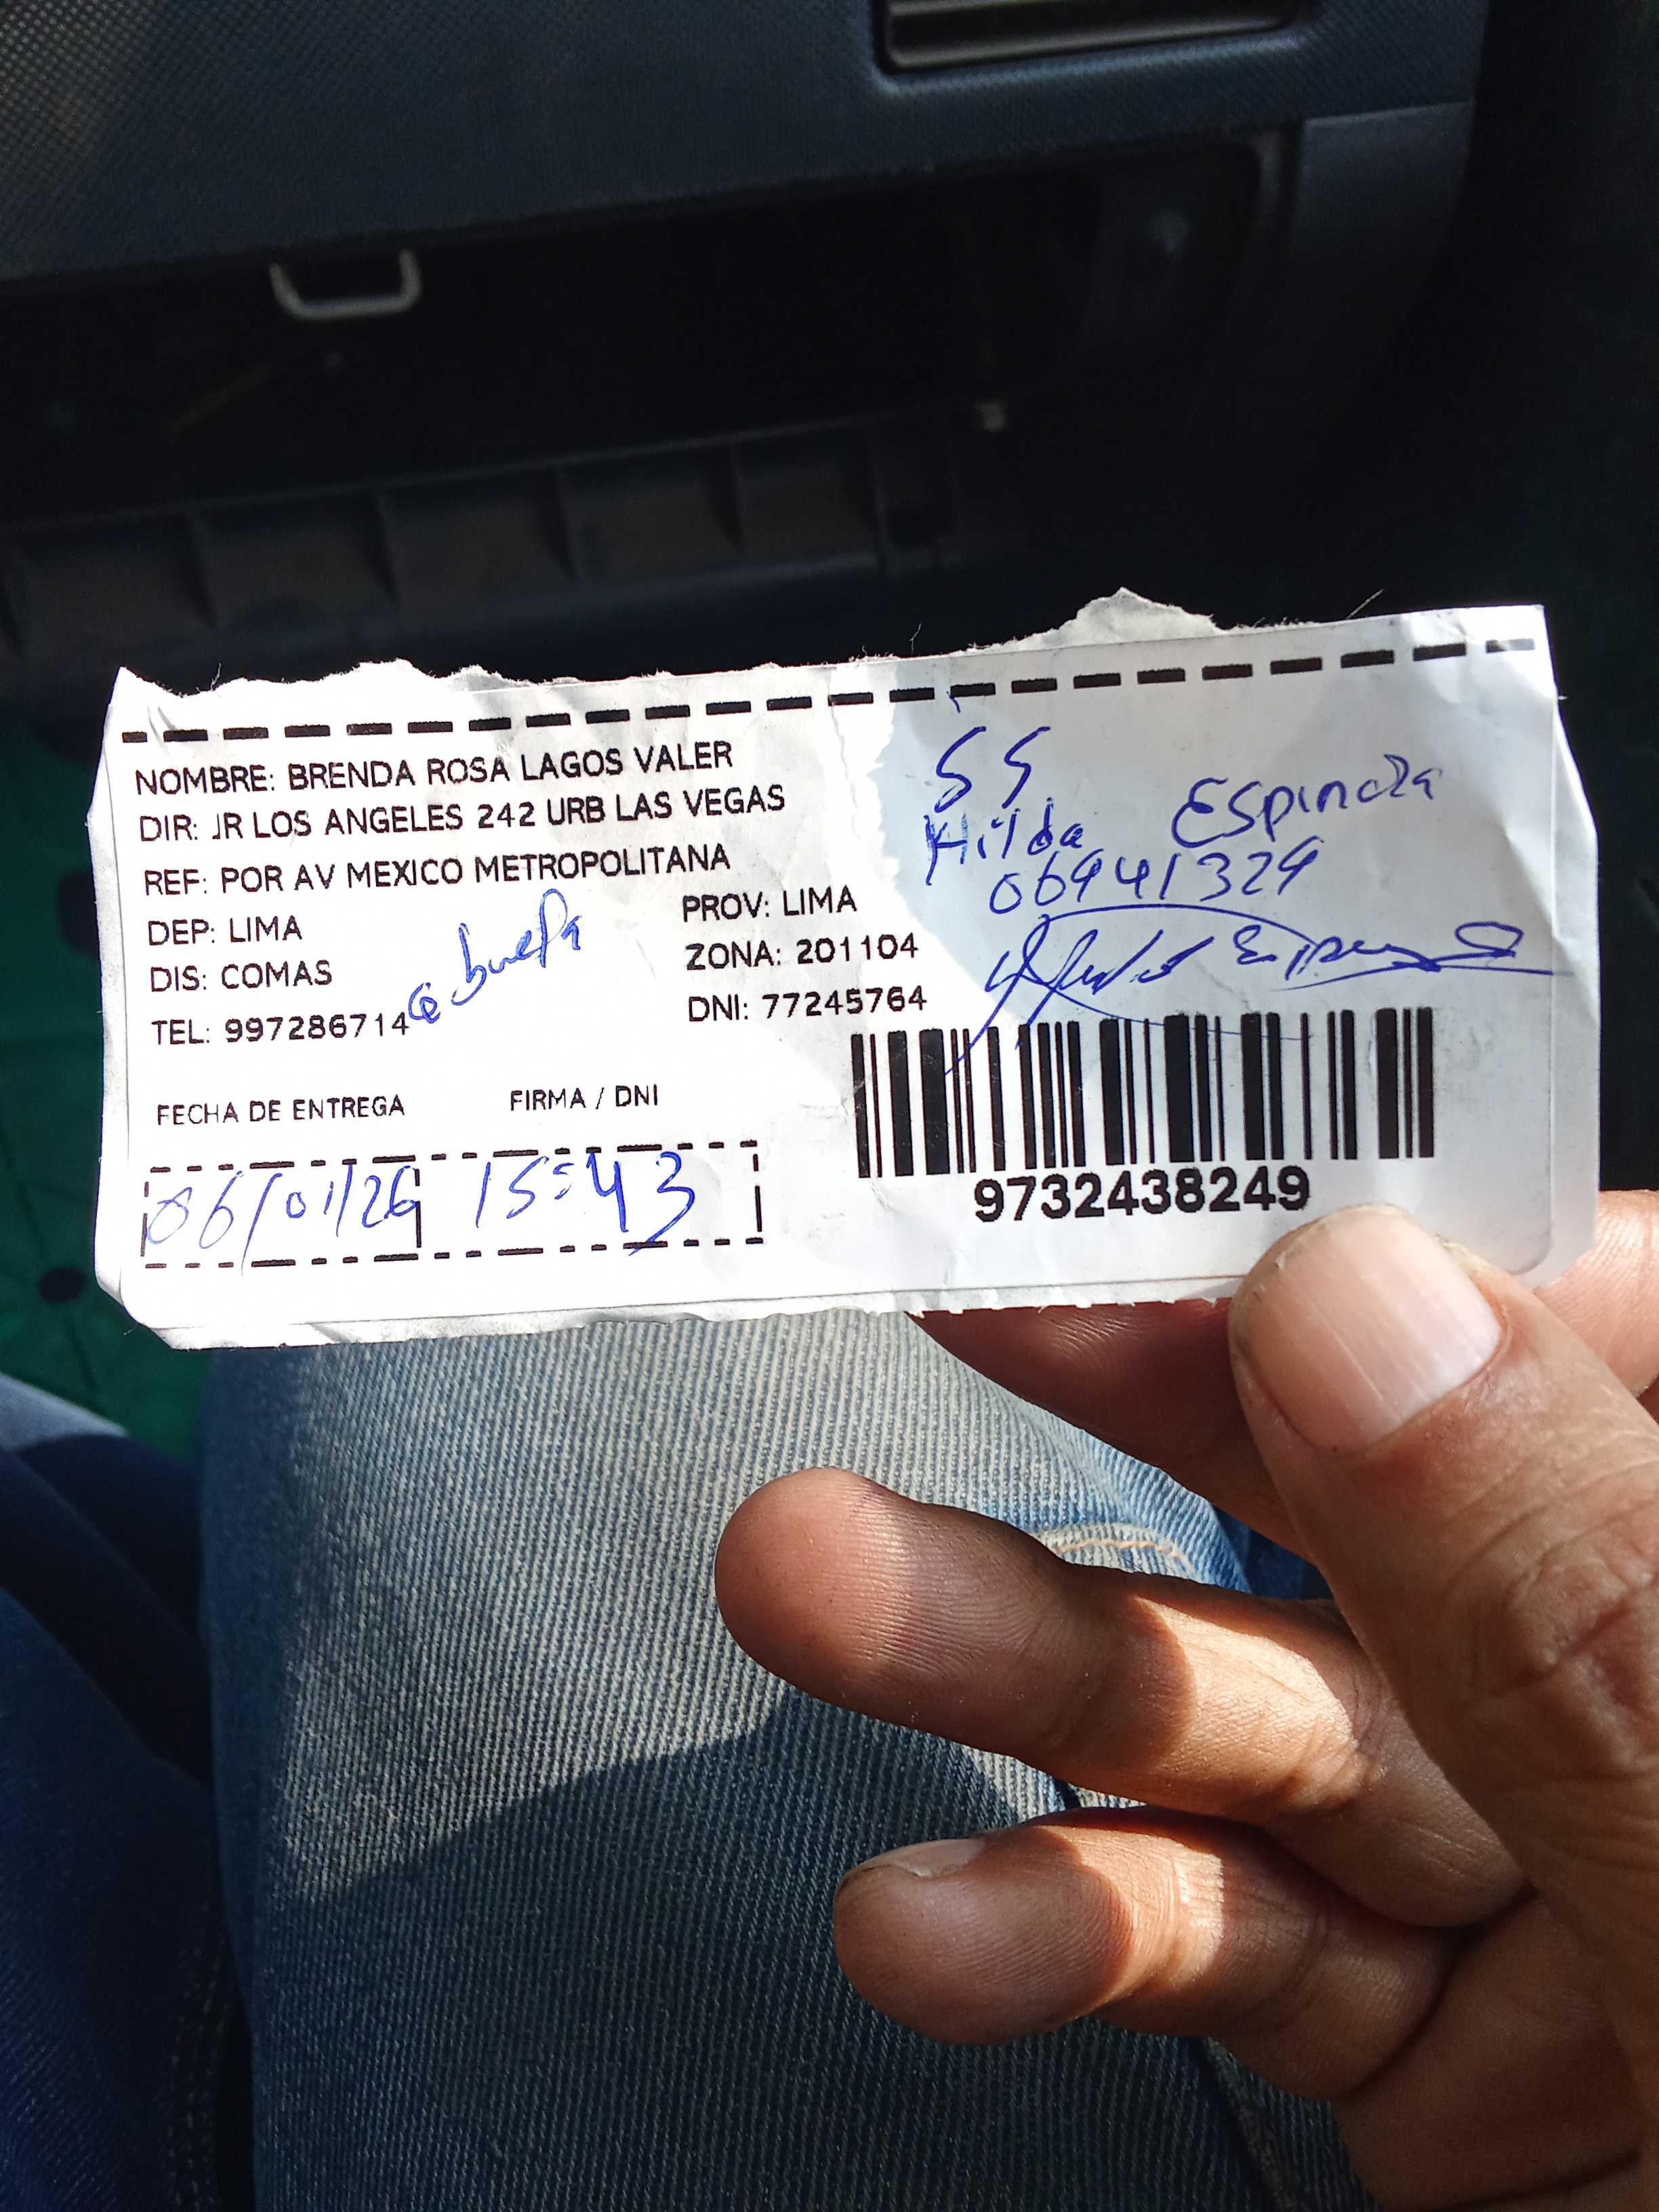 NOMBRE: BRENDA ROSA LAGOS VALER
DIR: JR LOS ANGELES 242 URB LAS VEGAS
REF: POR AV MEXICO METROPOLITANA
DEP: LIMA
PROV: LIMA
DIS: COMAS
ZONA: 201104
TEL: 997286714
DNI: 77245764
abuela
FECHA DE ENTREGA
FIRMA / DNI
06/01/26 15:43
SS
Hilda Espinoza
06941329
9732438249